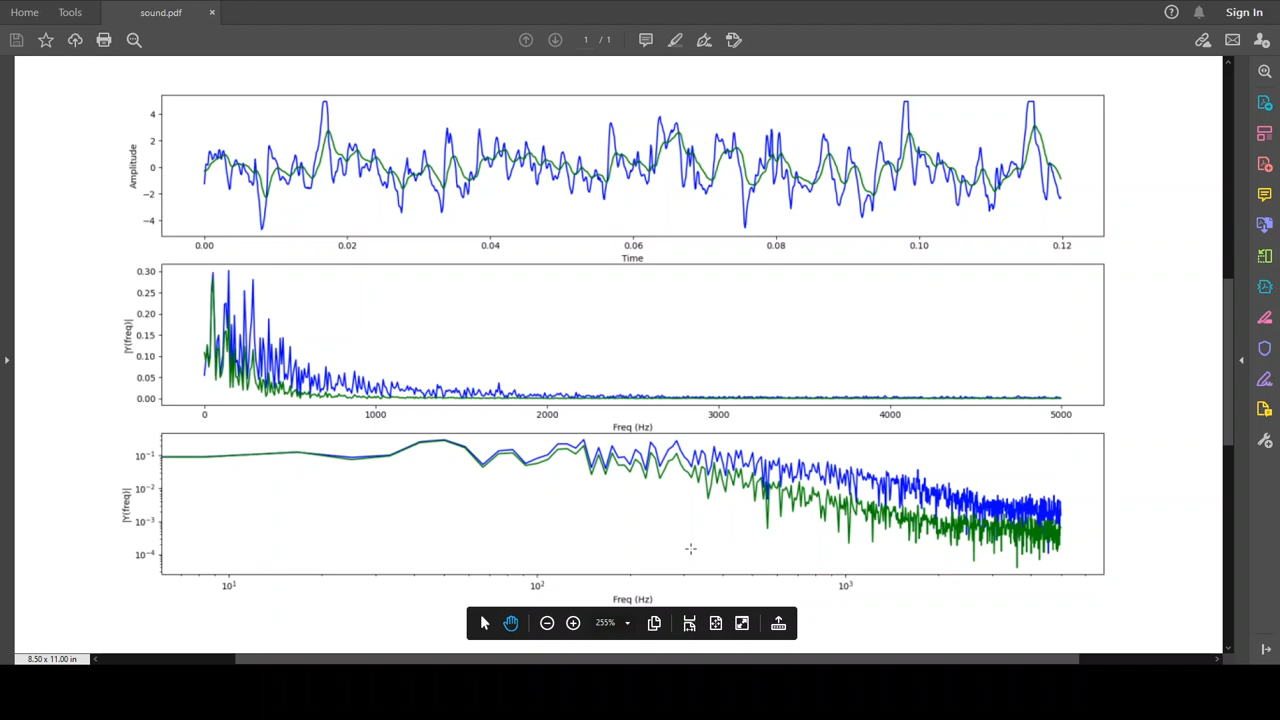 Home Tools sound.pdf × Sign In
1 / 1
4
2
0
−2
−4
Amplitude
0.00 0.02 0.04 0.06 0.08 0.10 0.12
Time
0.30
0.25
0.20
0.15
0.10
0.05
0.00
|Y(freq)|
0 1000 2000 3000 4000 5000
Freq (Hz)
10⁻¹
10⁻²
10⁻³
10⁻⁴
|Y(freq)|
10¹ 10² 10³
Freq (Hz)
255%
8.50 x 11.00 in